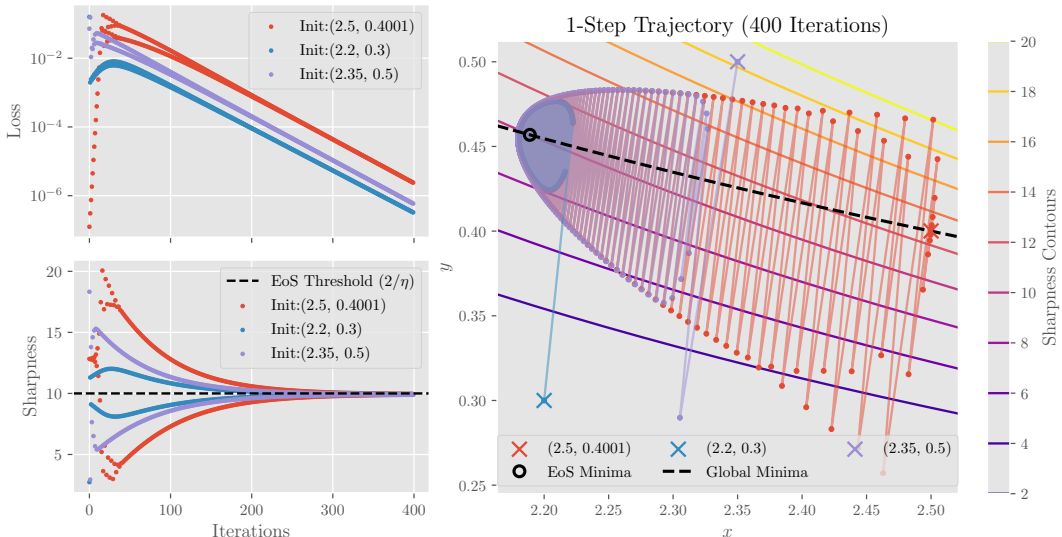 10⁻²
10⁻⁴
10⁻⁶
Loss
Init:(2.5, 0.4001)
Init:(2.2, 0.3)
Init:(2.35, 0.5)
20
15
10
5
Sharpness
EoS Threshold (2/η)
Init:(2.5, 0.4001)
Init:(2.2, 0.3)
Init:(2.35, 0.5)
0
100
200
300
400
Iterations
1-Step Trajectory (400 Iterations)
0.50
0.45
0.40
0.35
0.30
0.25
y
(2.5, 0.4001)
(2.2, 0.3)
(2.35, 0.5)
EoS Minima
Global Minima
2.20
2.25
2.30
2.35
2.40
2.45
2.50
x
20
18
16
14
12
10
8
6
4
2
Sharpness Contours